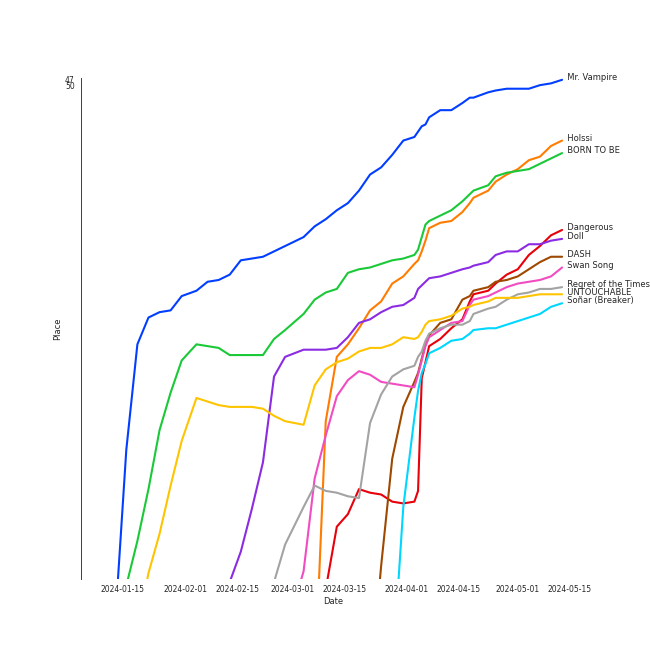 47
50
Mr. Vampire
Holssi
BORN TO BE
Dangerous
Doll
DASH
Swan Song
Regret of the Times
UNTOUCHABLE
Soñar (Breaker)
Place
2024-01-15 2024-02-01 2024-02-15 2024-03-01 2024-03-15 2024-04-01 2024-04-15 2024-05-01 2024-05-15
Date